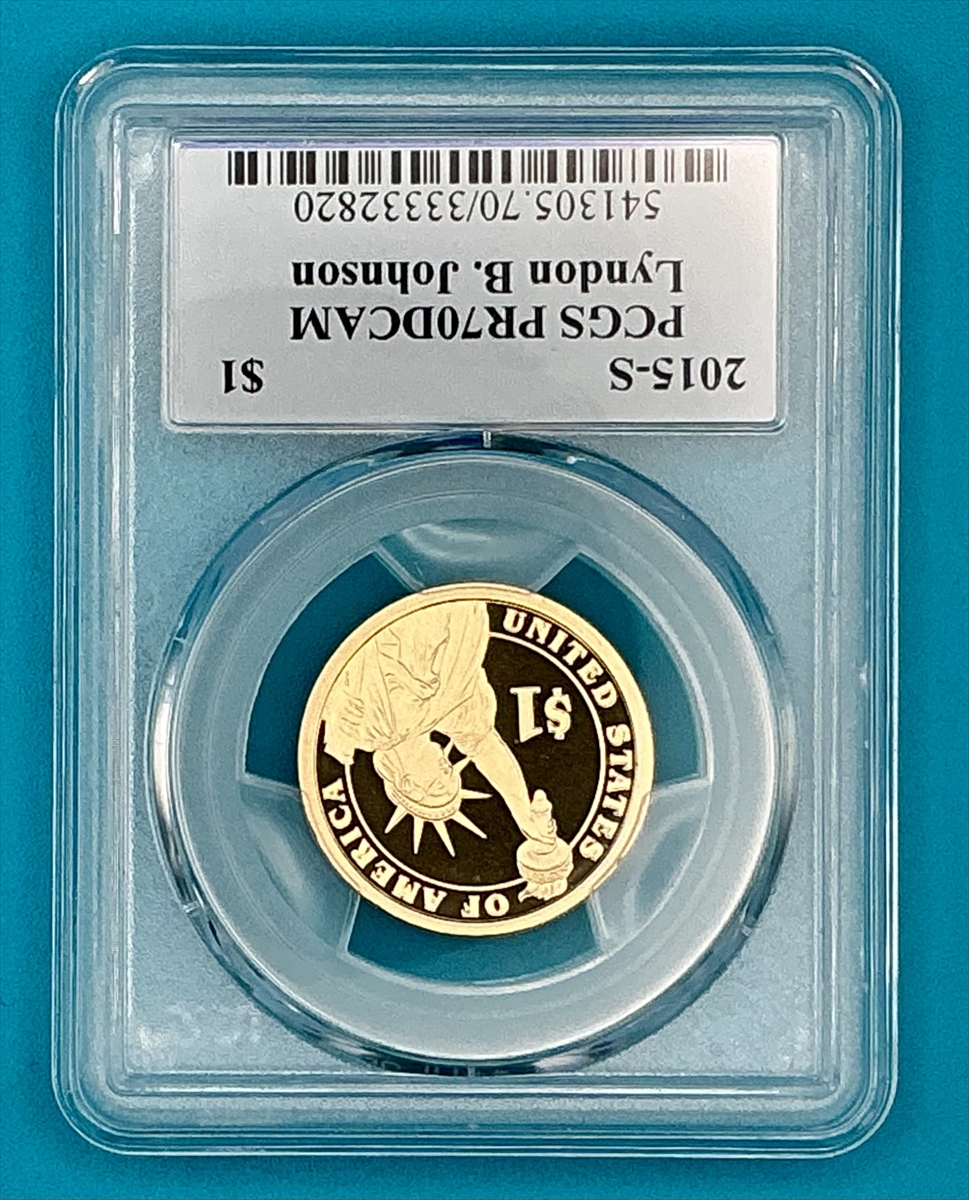 2015-S $1
PCGS PR70DCAM
Lyndon B. Johnson
541305.70/33332820
UNITED STATES OF AMERICA
$1